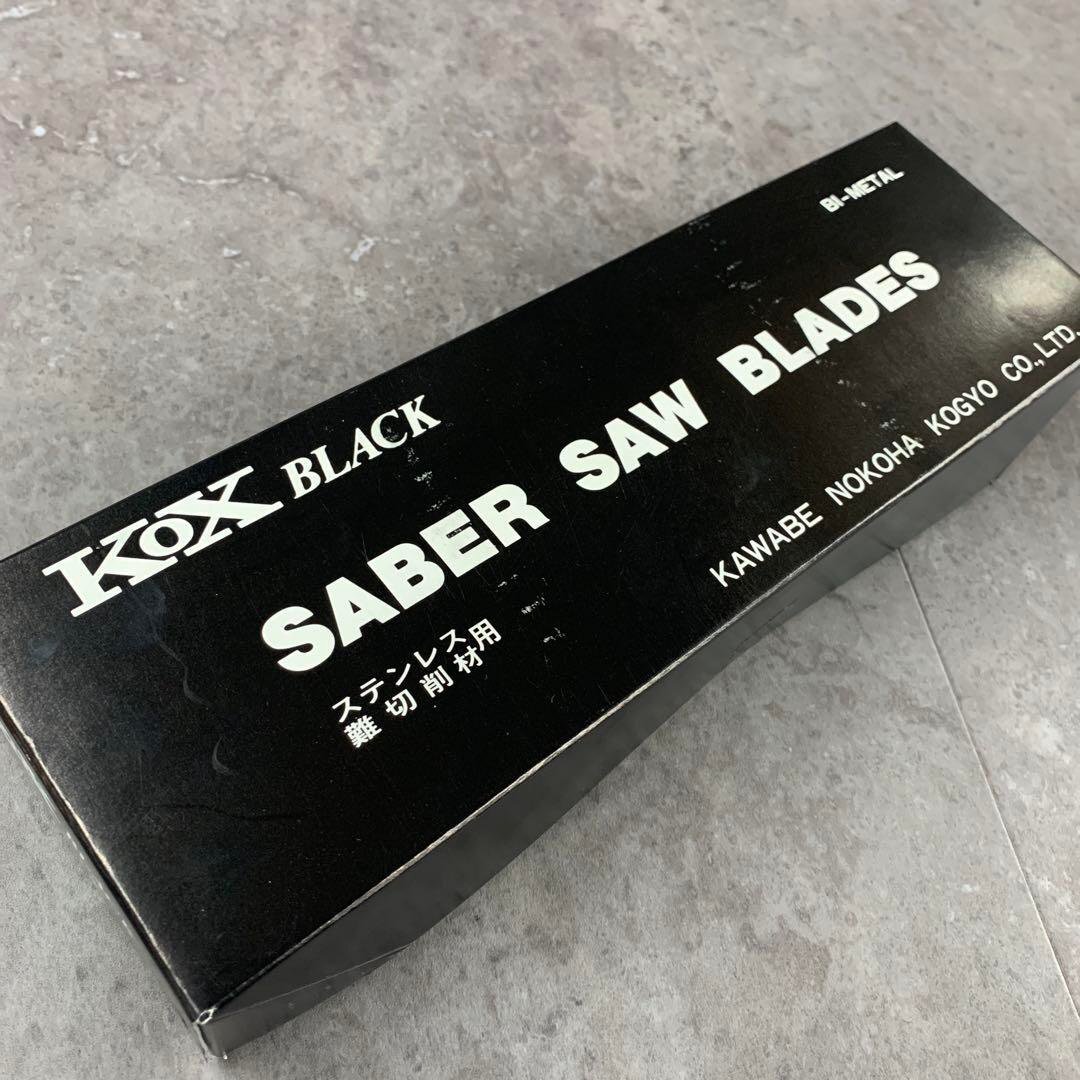 BI-METAL
KOX BLACK
SABER SAW BLADES
ステンレス
難切削材用
KAWABE NOKOHA KOGYO CO.,LTD.